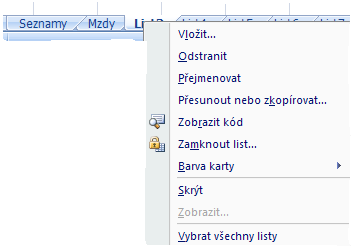 Seznamy Mzdy
Vložit...
Odstranit
Přejmenovat
Přesunout nebo zkopírovat...
Zobrazit kód
Zamknout list...
Barva karty
Skrýt
Zobrazit...
Vybrat všechny listy